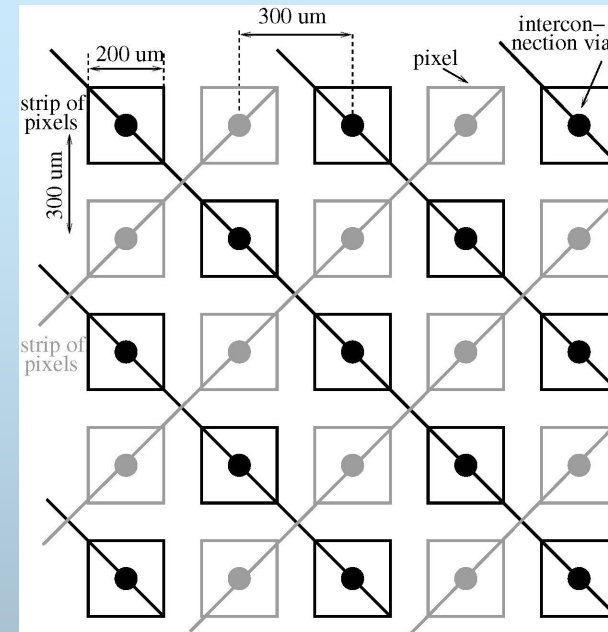 300 um
intercon-
nection via
200 um
pixel
strip of
pixels
300 um
strip of
pixels